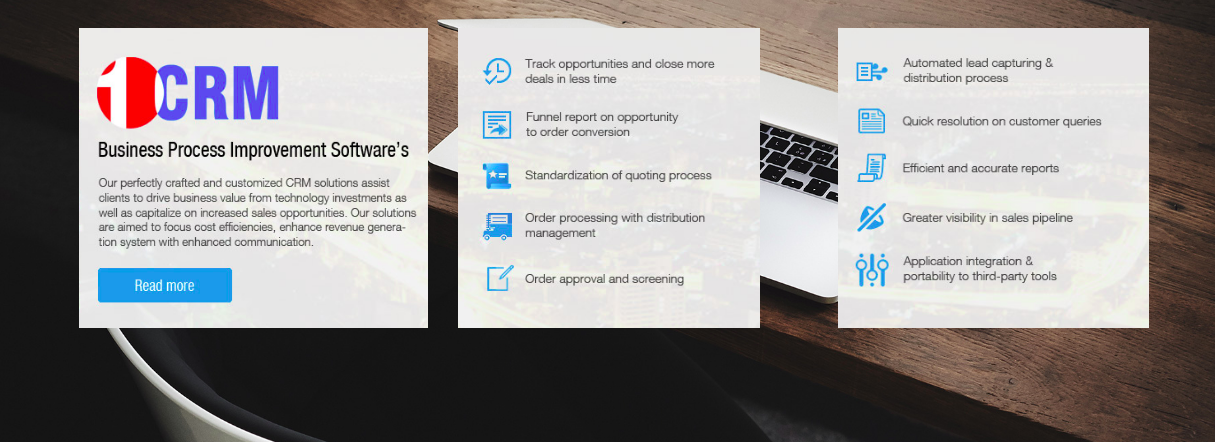 1CRM
Business Process Improvement Software's
Our perfectly crafted and customized CRM solutions assist
clients to drive business value from technology investments as
well as capitalize on increased sales opportunities. Our solutions
are aimed to focus cost efficiencies, enhance revenue genera-
tion system with enhanced communication.
Read more
Track opportunities and close more
deals in less time
Funnel report on opportunity
to order conversion
Standardization of quoting process
Order processing with distribution
management
Order approval and screening
Automated lead capturing &
distribution process
Quick resolution on customer queries
Efficient and accurate reports
Greater visibility in sales pipeline
Application integration &
portability to third-party tools